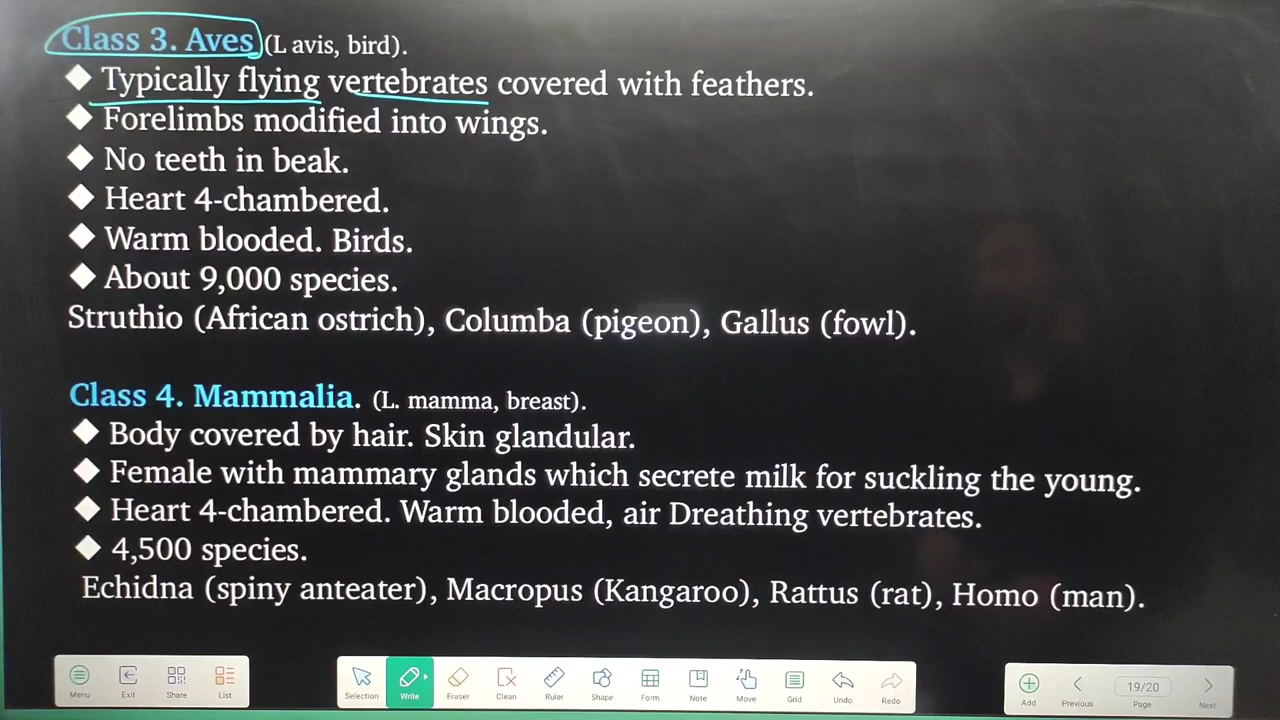 Class 3. Aves (L avis, bird).
◆ Typically flying vertebrates covered with feathers.
◆ Forelimbs modified into wings.
◆ No teeth in beak.
◆ Heart 4-chambered.
◆ Warm blooded. Birds.
◆ About 9,000 species.
Struthio (African ostrich), Columba (pigeon), Gallus (fowl).
Class 4. Mammalia. (L. mamma, breast).
◆ Body covered by hair. Skin glandular.
◆ Female with mammary glands which secrete milk for suckling the young.
◆ Heart 4-chambered. Warm blooded, air Dreathing vertebrates.
◆ 4,500 species.
Echidna (spiny anteater), Macropus (Kangaroo), Rattus (rat), Homo (man).
Menu Exit Share List Selection Write Eraser Clean Ruler Shape Form Note Move Grid Undo Redo Add Previous 19/20 Page Next